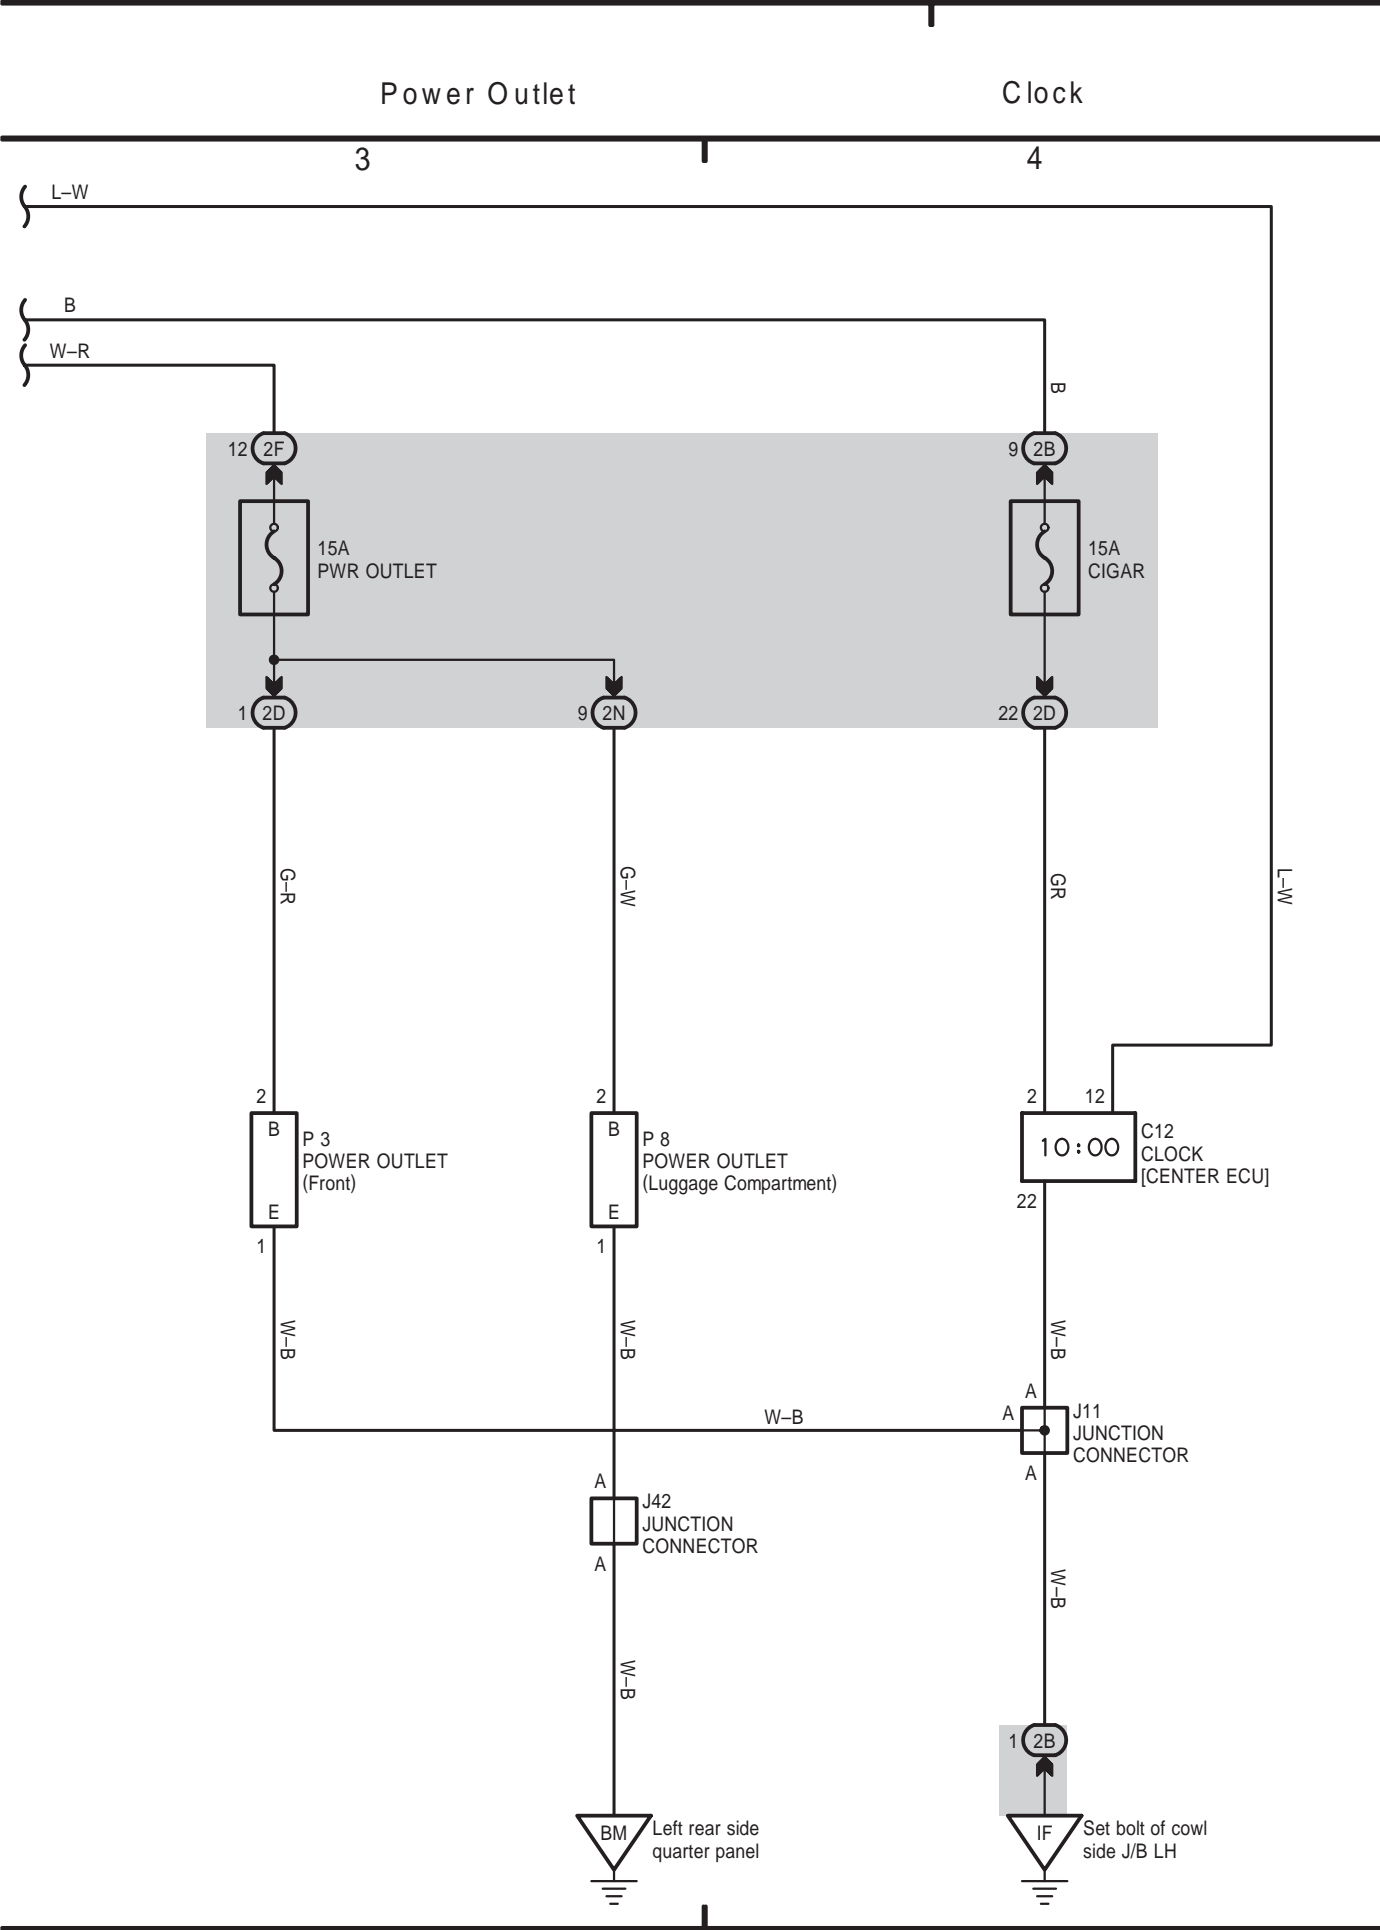 Power Outlet
Clock
3
4
L–W
B
W–R
B
12
2F
9
2B
15A
PWR OUTLET
15A
CIGAR
1
2D
9
2N
22
2D
G–R
G–W
GR
L–W
2
2
2
12
B
P 3
POWER OUTLET
(Front)
E
1
B
P 8
POWER OUTLET
(Luggage Compartment)
E
1
10:00
C12
CLOCK
[CENTER ECU]
22
W–B
W–B
W–B
W–B
A
A
J11
JUNCTION
CONNECTOR
A
A
J42
JUNCTION
CONNECTOR
A
W–B
W–B
1
2B
BM
Left rear side
quarter panel
IF
Set bolt of cowl
side J/B LH